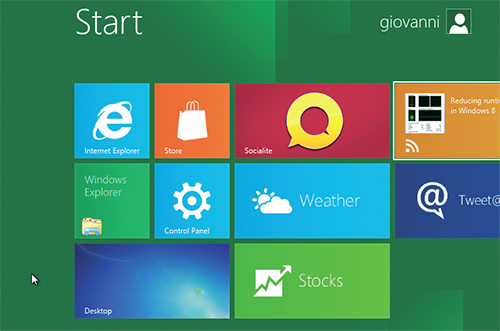 Start
giovanni
Internet Explorer
Store
Socialite
Reducing runti
in Windows 8
Windows
Explorer
Control Panel
Weather
Tweet@
Desktop
Stocks